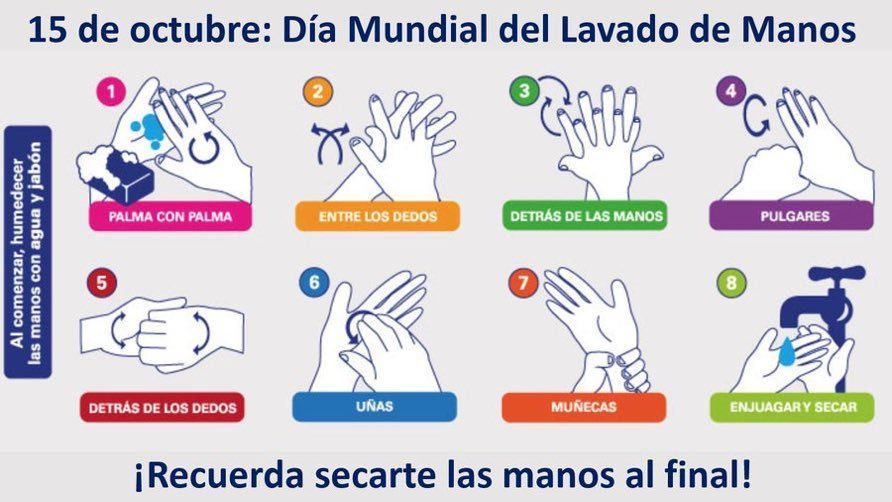 15 de octubre: Día Mundial del Lavado de Manos
Al comenzar, humedecer
las manos con agua y jabón
1
PALMA CON PALMA
2
ENTRE LOS DEDOS
3
DETRÁS DE LAS MANOS
4
PULGARES
5
DETRÁS DE LOS DEDOS
6
UÑAS
7
MUÑECAS
8
ENJUAGAR Y SECAR
¡Recuerda secarte las manos al final!